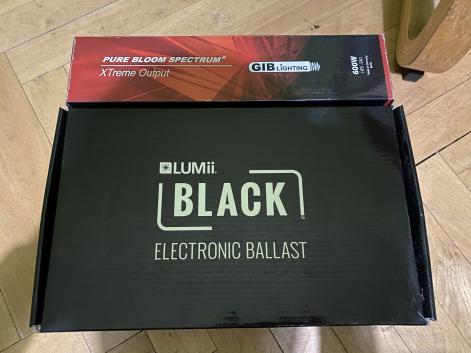 PURE BLOOM SPECTRUM®
XTreme Output
GIB LIGHTING
600W
LUMii
BLACK
ELECTRONIC BALLAST